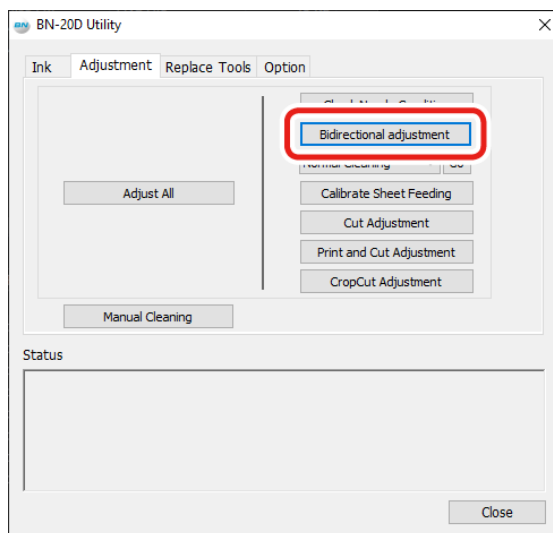 BN-20D Utility
Ink Adjustment Replace Tools Option
Bidirectional adjustment
Adjust All
Calibrate Sheet Feeding
Cut Adjustment
Print and Cut Adjustment
CropCut Adjustment
Manual Cleaning
Status
Close